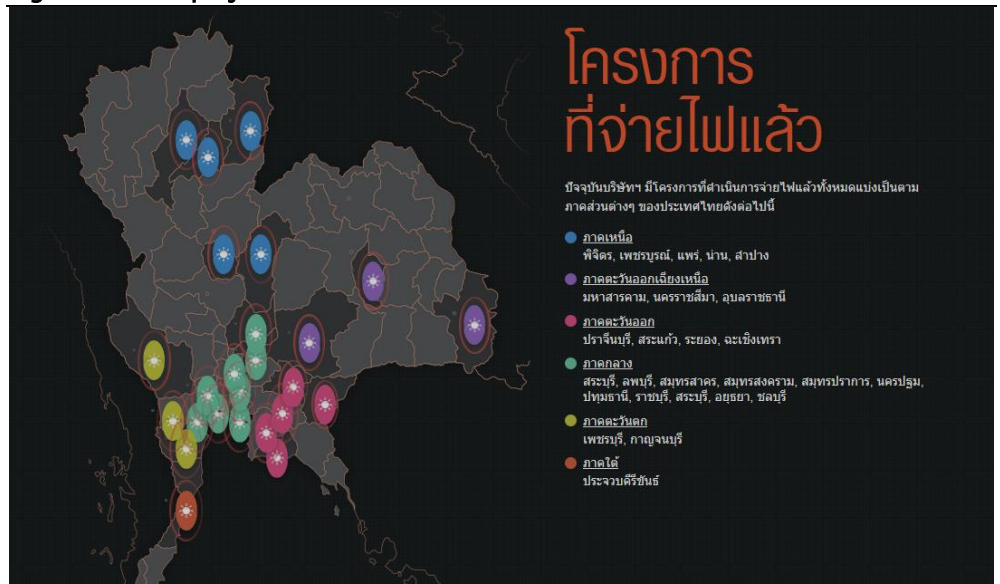 โครงการ
ที่จ่ายไฟแล้ว
ปัจจุบันบริษัทฯ มีโครงการที่ดำเนินการจ่ายไฟแล้วทั้งหมดแบ่งเป็นตาม
ภาคส่วนต่างๆ ของประเทศไทยดังต่อไปนี้
ภาคเหนือ
พิจิตร, เพชรบูรณ์, แพร่, น่าน, ลำปาง
ภาคตะวันออกเฉียงเหนือ
มหาสารคาม, นครราชสีมา, อุบลราชธานี
ภาคตะวันออก
ปราจีนบุรี, สระแก้ว, ระยอง, ฉะเชิงเทรา
ภาคกลาง
สระบุรี, ลพบุรี, สมุทรสาคร, สมุทรสงคราม, สมุทรปราการ, นครปฐม,
ปทุมธานี, ราชบุรี, สระบุรี, อยุธยา, ชลบุรี
ภาคตะวันตก
เพชรบุรี, กาญจนบุรี
ภาคใต้
ประจวบคีรีขันธ์